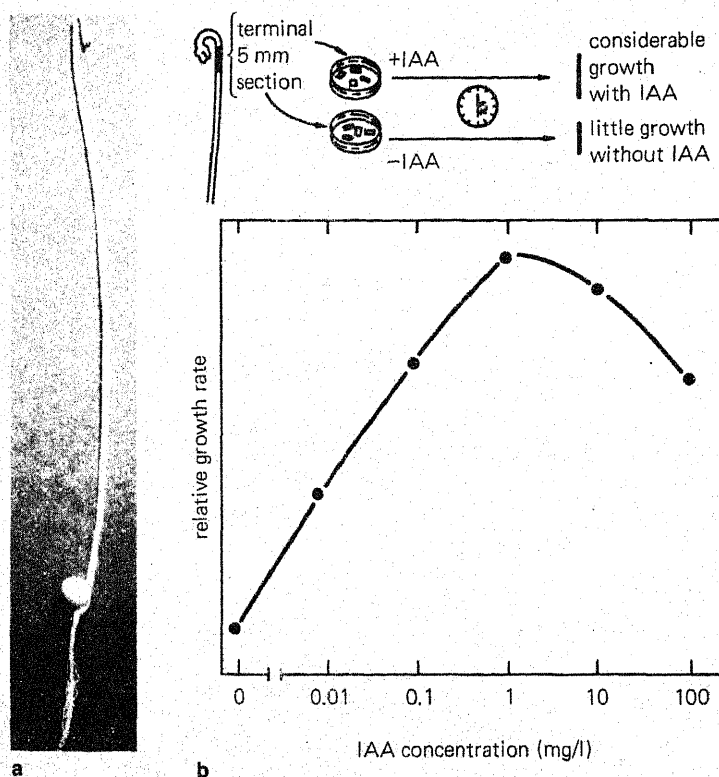 terminal
5 mm
section
+IAA
−IAA
considerable
growth
with IAA
little growth
without IAA
relative growth rate
0
0.01
0.1
1
10
100
IAA concentration (mg/l)
a
b